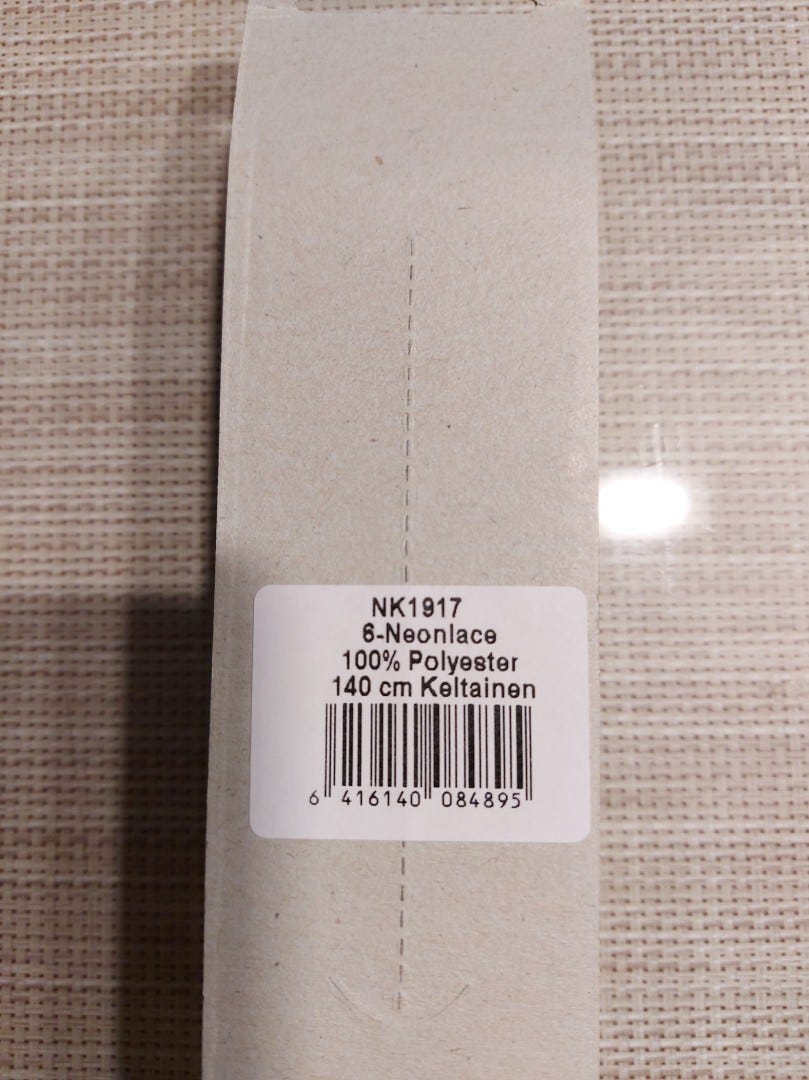 NK1917
6-Neonlace
100% Polyester
140 cm Keltainen
6 416140 084895